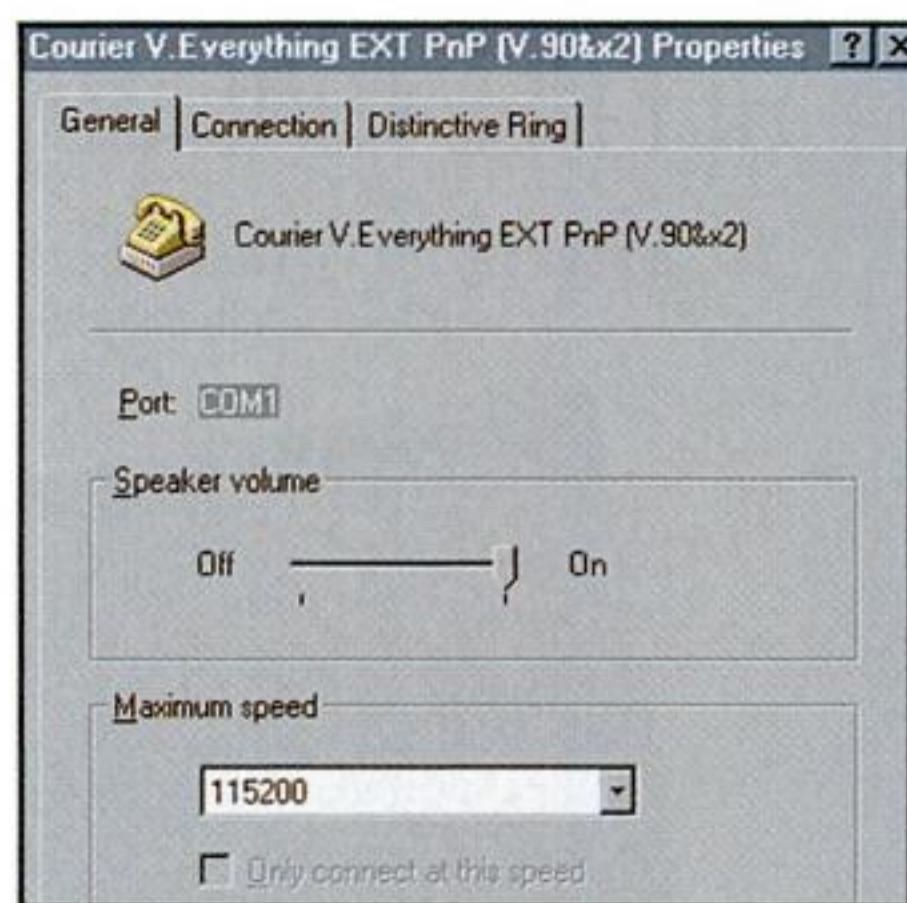 Courier V.Everything EXT PnP (V.90&x2) Properties ? X
General Connection Distinctive Ring
Courier V.Everything EXT PnP (V.90&x2)
Port: COM1
Speaker volume
Off On
Maximum speed
115200
Only connect at this speed